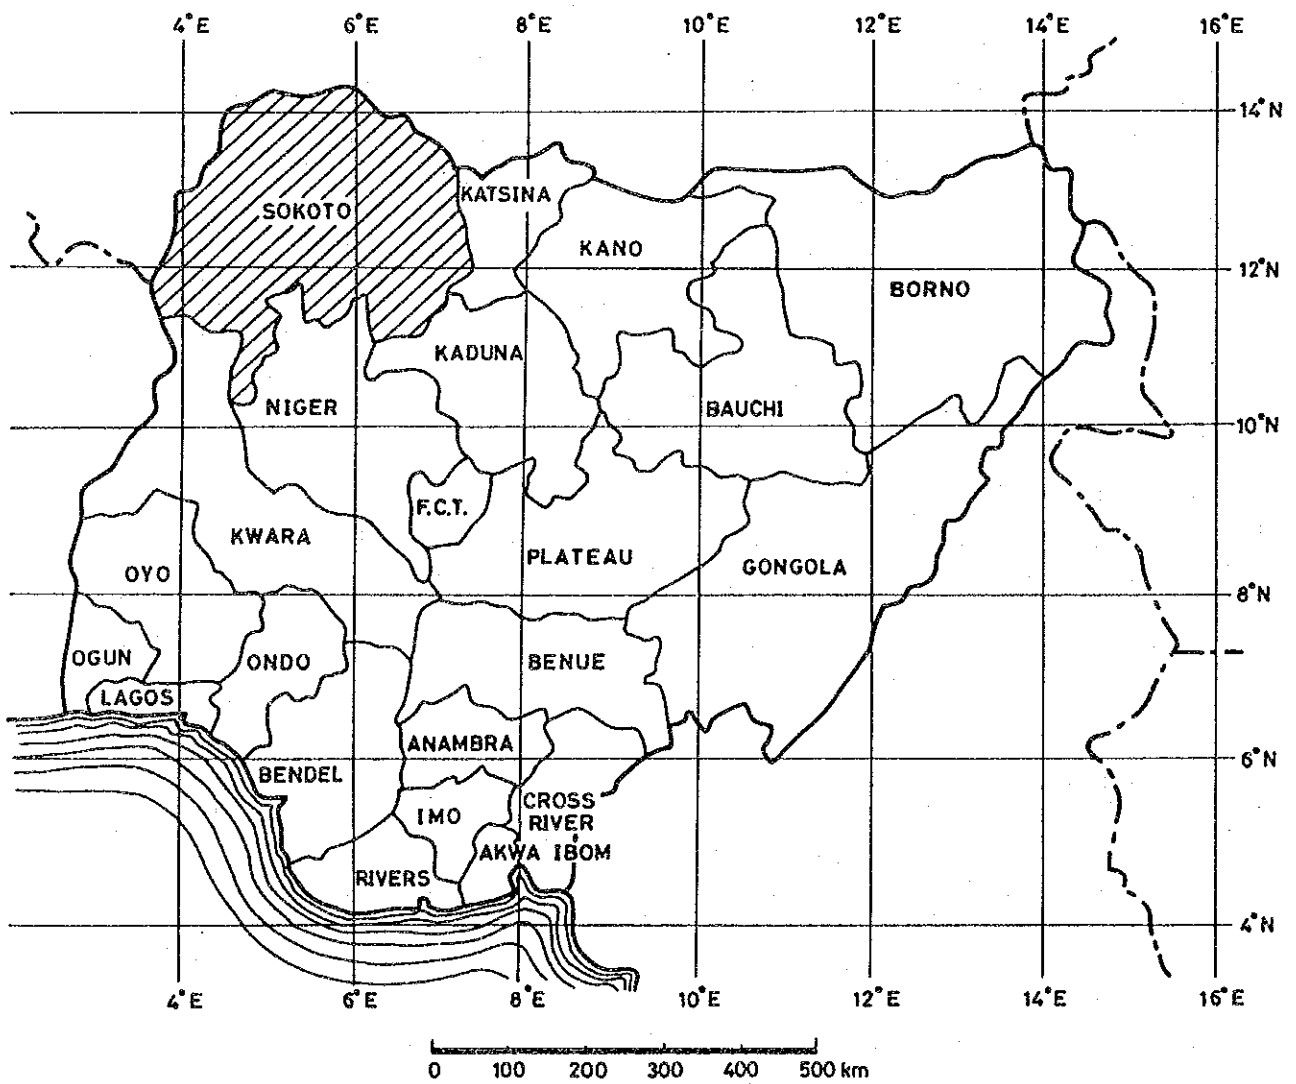 4°E 6°E 8°E 10°E 12°E 14°E 16°E
14°N
KATSINA
SOKOTO
KANO
12°N
BORNO
KADUNA
NIGER
BAUCHI
10°N
F.C.T.
KWARA
PLATEAU
GONGOLA
OYO
8°N
OGUN
ONDO
BENUE
LAGOS
ANAMBRA
6°N
BENDEL
CROSS
RIVER
IMO
AKWA IBOM
RIVERS
4°N
4°E 6°E 8°E 10°E 12°E 14°E 16°E
0 100 200 300 400 500 km